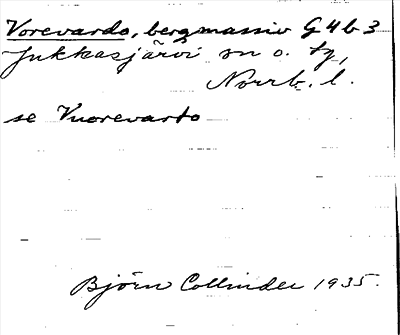 Vorevardo, bergmassiv G4b3
Jukkasjärvi sn o. tg,
Norrb. l.
se Vuorevarto
Björn Collinder 1935.